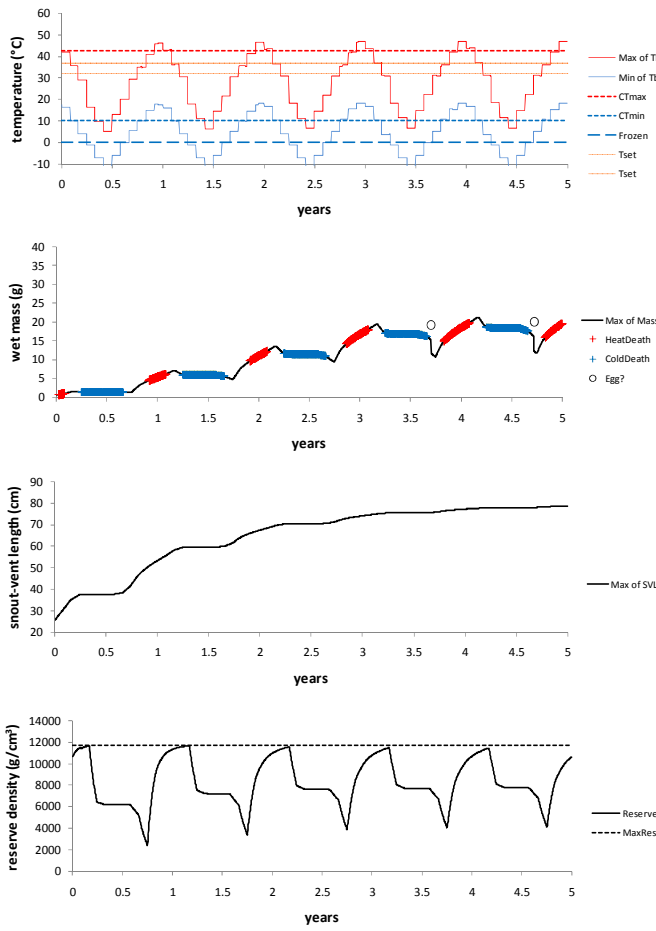 60
50
40
30
20
10
0
-10
temperature (°C)
0 0.5 1 1.5 2 2.5 3 3.5 4 4.5 5
years
Max of T
Min of Tb
CTmax
CTmin
Frozen
Tset
Tset
40
35
30
25
20
15
10
5
0
wet mass (g)
0 0.5 1 1.5 2 2.5 3 3.5 4 4.5 5
years
Max of Mass
HeatDeath
ColdDeath
Egg?
90
80
70
60
50
40
30
20
snout-vent length (cm)
0 0.5 1 1.5 2 2.5 3 3.5 4 4.5 5
years
Max of SVL
14000
12000
10000
8000
6000
4000
2000
0
reserve density (g/cm³)
0 0.5 1 1.5 2 2.5 3 3.5 4 4.5 5
years
Reserve
MaxRes